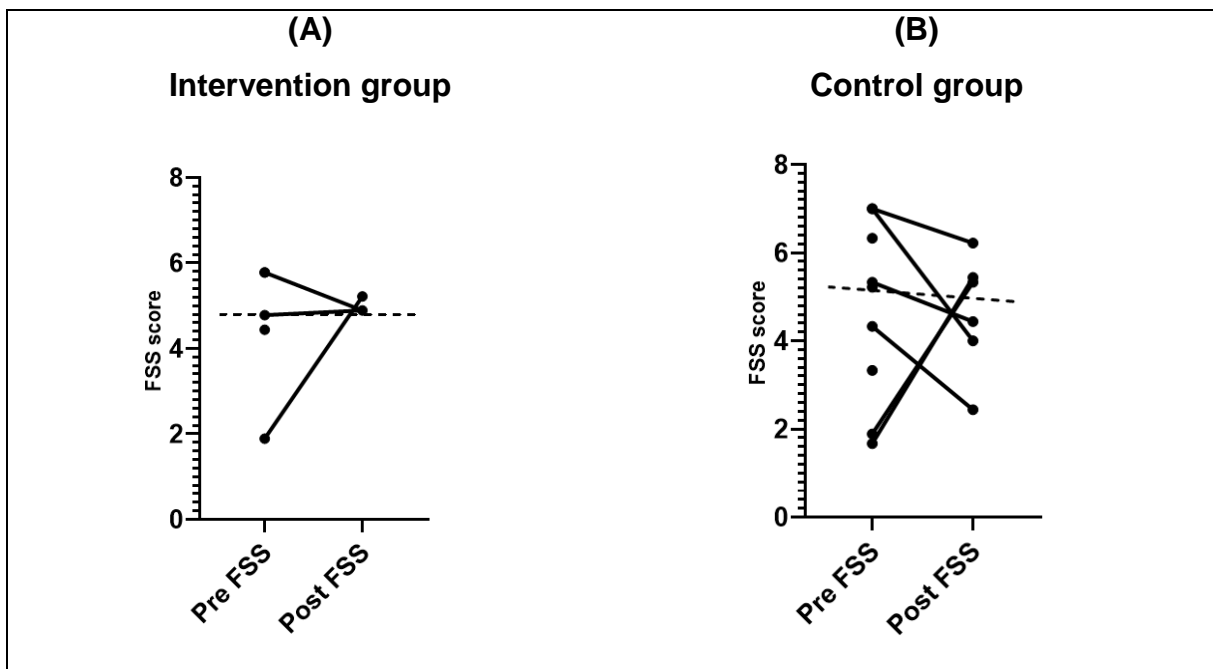 (A)
Intervention group
8
6
4
2
0
FSS score
Pre FSS
Post FSS
(B)
Control group
8
6
4
2
0
FSS score
Pre FSS
Post FSS